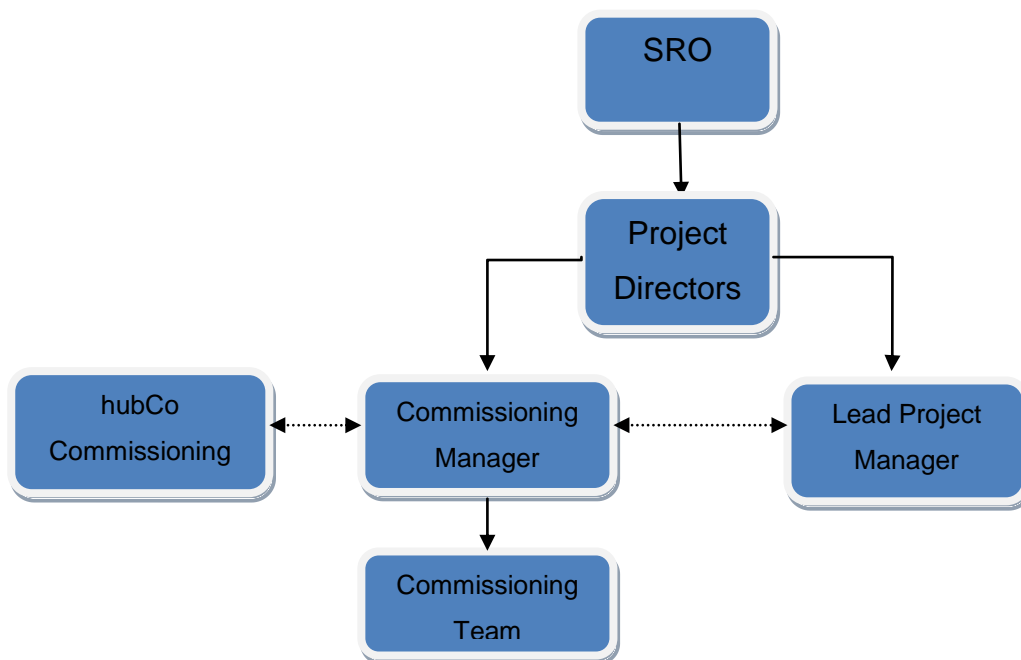 SRO
Project
Directors
hubCo
Commissioning
Commissioning
Manager
Lead Project
Manager
Commissioning
Team